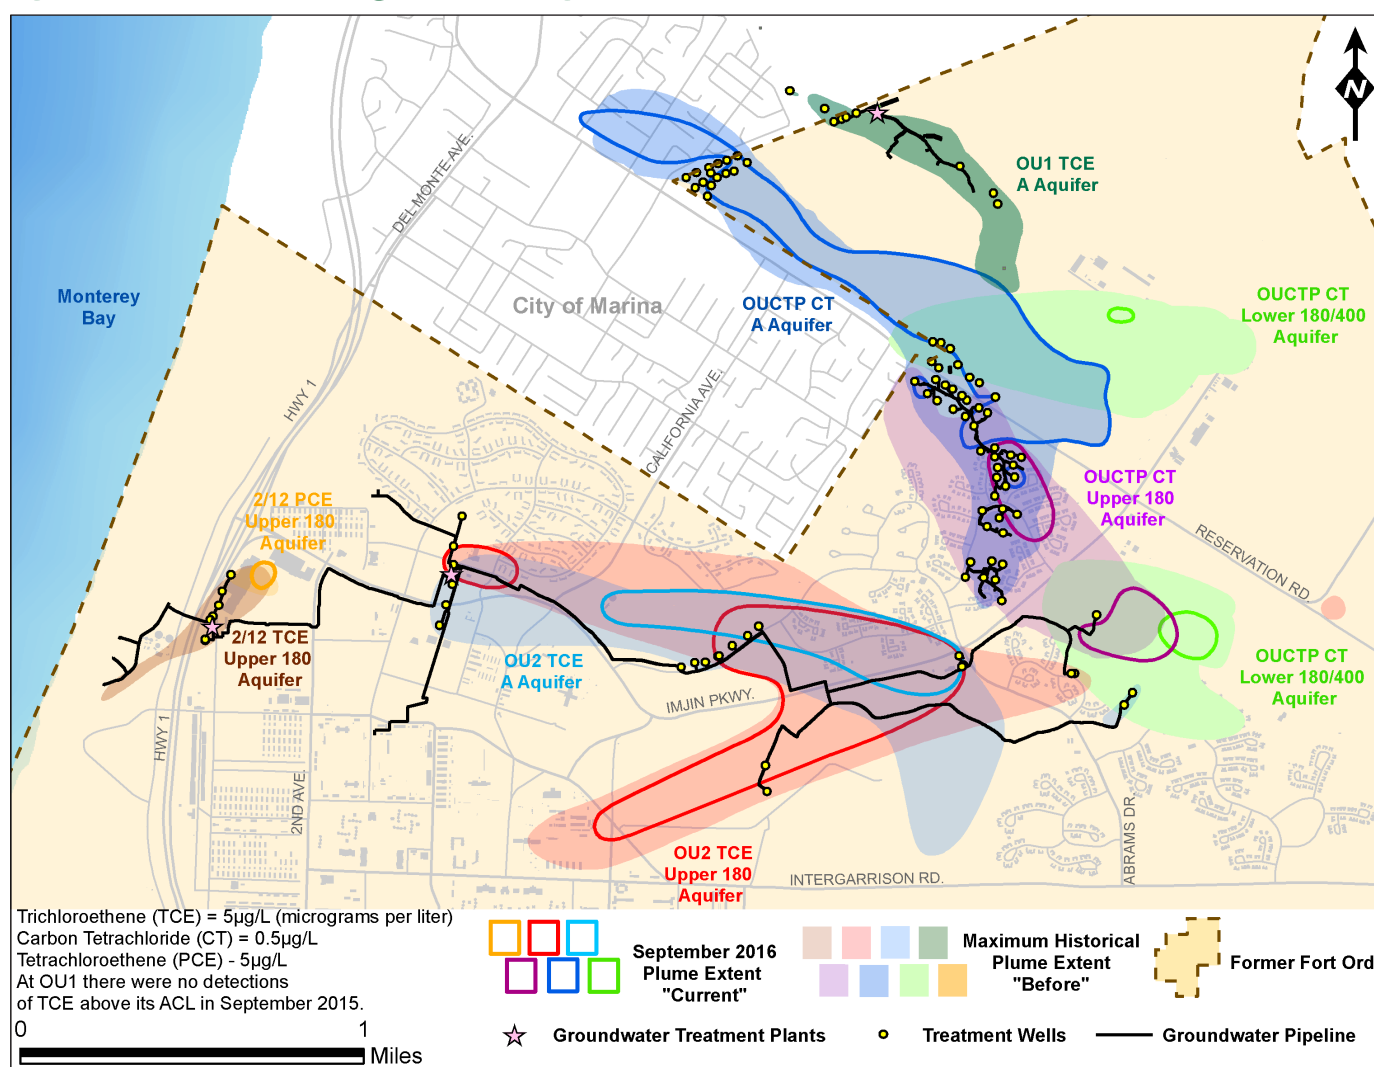 N
DEL MONTE AVE.
OU1 TCE
A Aquifer
Monterey
Bay
City of Marina
OUCTP CT
A Aquifer
OUCTP CT
Lower 180/400
Aquifer
HWY 1
CALIFORNIA AVE.
OUCTP CT
Upper 180
Aquifer
2/12 PCE
Upper 180
Aquifer
RESERVATION RD.
2/12 TCE
Upper 180
Aquifer
OU2 TCE
A Aquifer
IMJIN PKWY.
OUCTP CT
Lower 180/400
Aquifer
HWY 1
2ND AVE.
OU2 TCE
Upper 180
Aquifer
INTERGARRISON RD.
ABRAMS DR.
Trichloroethene (TCE) = 5µg/L (micrograms per liter)
Carbon Tetrachloride (CT) = 0.5µg/L
Tetrachloroethene (PCE) - 5µg/L
At OU1 there were no detections
of TCE above its ACL in September 2015.
0 1
Miles
September 2016
Plume Extent
"Current"
Maximum Historical
Plume Extent
"Before"
Former Fort Ord
Groundwater Treatment Plants
Treatment Wells
Groundwater Pipeline